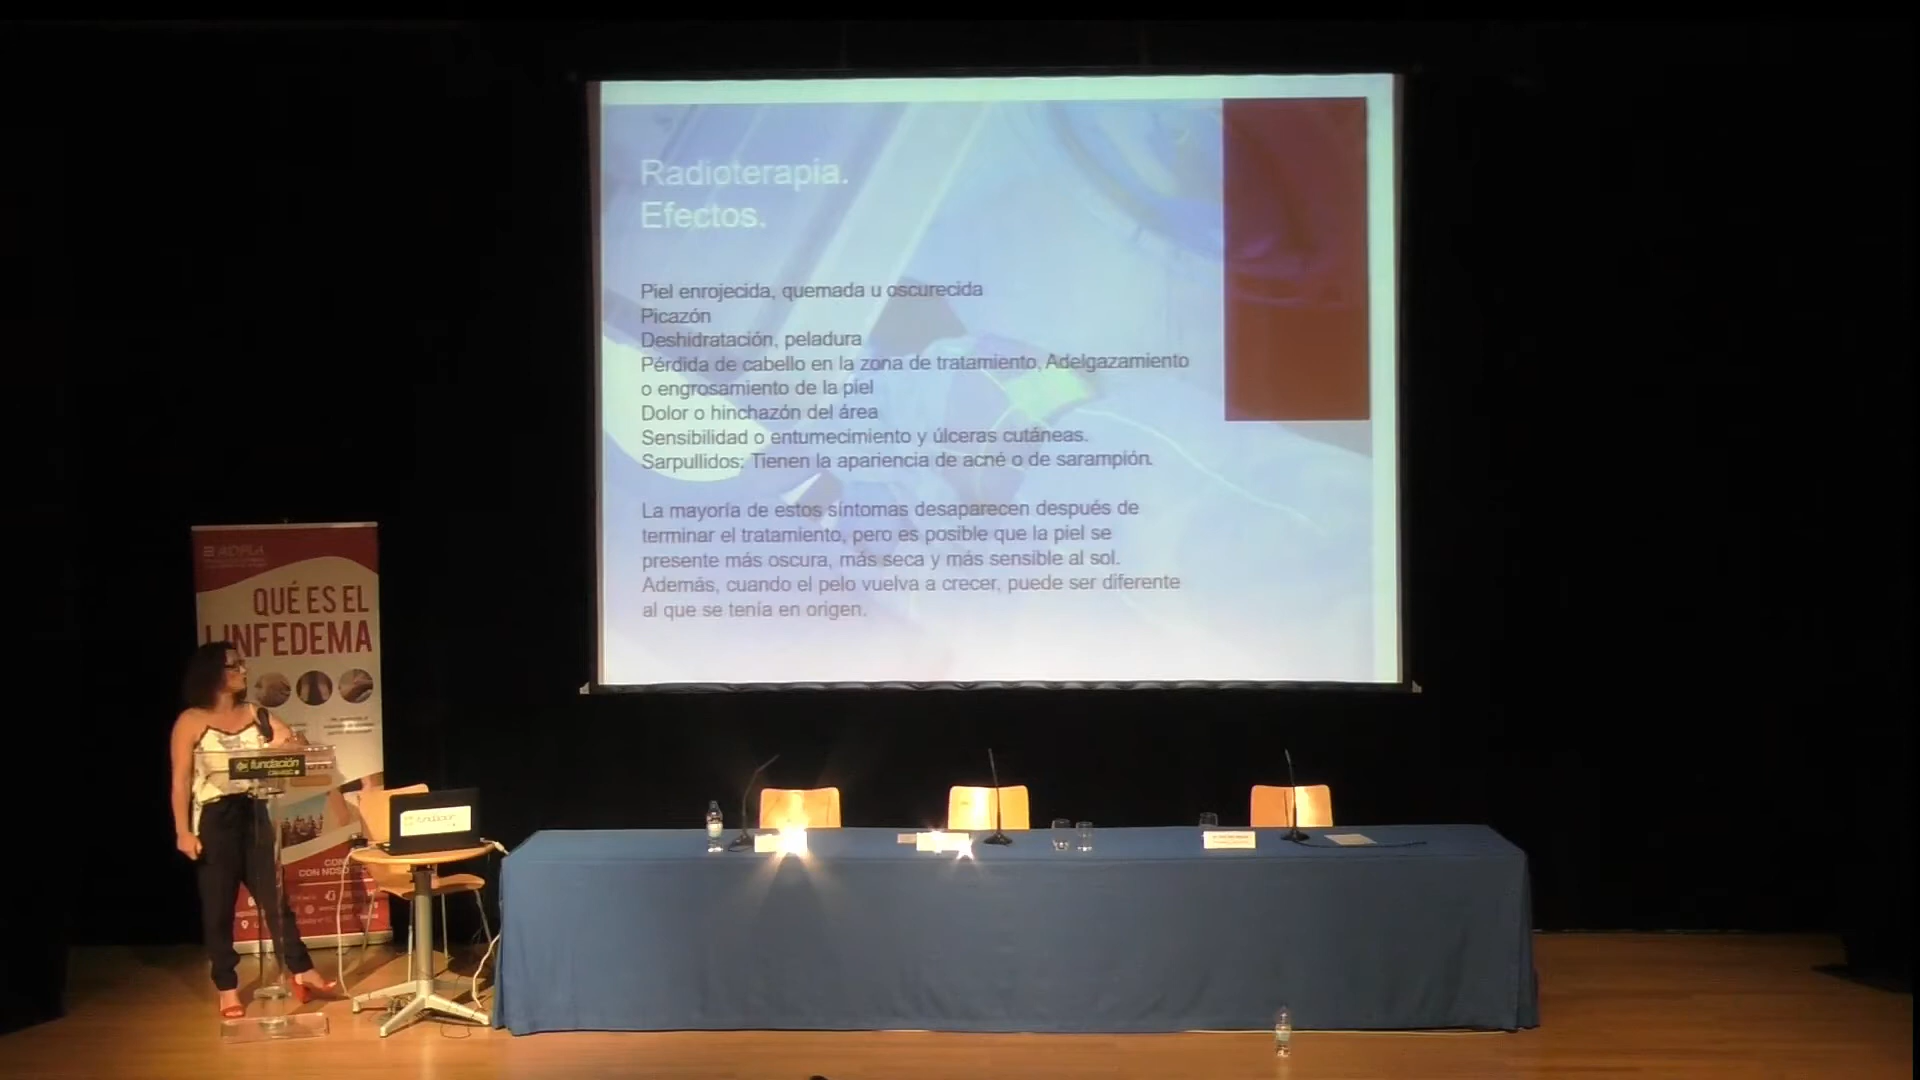 Radioterapia.
Efectos.
Piel enrojecida, quemada u oscurecida
Picazón
Deshidratación, peladura
Pérdida de cabello en la zona de tratamiento. Adelgazamiento
o engrosamiento de la piel
Dolor o hinchazón del área
Sensibilidad o entumecimiento y úlceras cutáneas.
Sarpullidos: Tienen la apariencia de acné o de sarampión.
La mayoría de estos síntomas desaparecen después de
terminar el tratamiento, pero es posible que la piel se
presente más oscura, más seca y más sensible al sol.
Además, cuando el pelo vuelva a crecer, puede ser diferente
al que se tenía en origen.
ADPLA
QUÉ ES EL
LINFEDEMA
fundación
CON NOSO